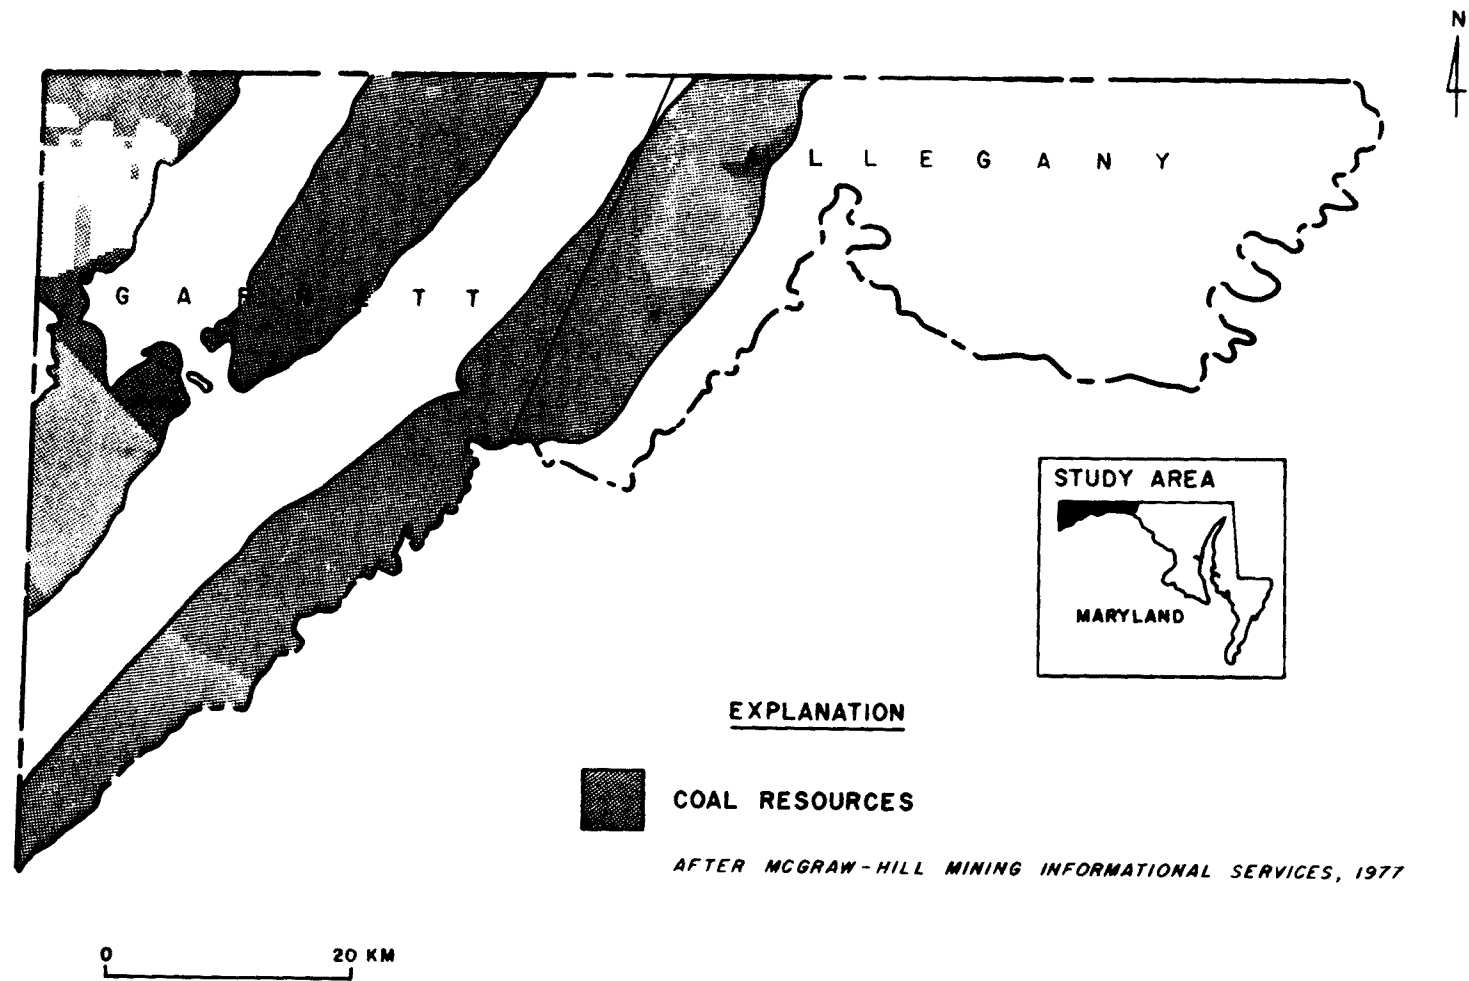 N
A L L E G A N Y
G A R R E T T
STUDY AREA
MARYLAND
EXPLANATION
COAL RESOURCES
AFTER MCGRAW-HILL MINING INFORMATIONAL SERVICES, 1977
0 20 KM